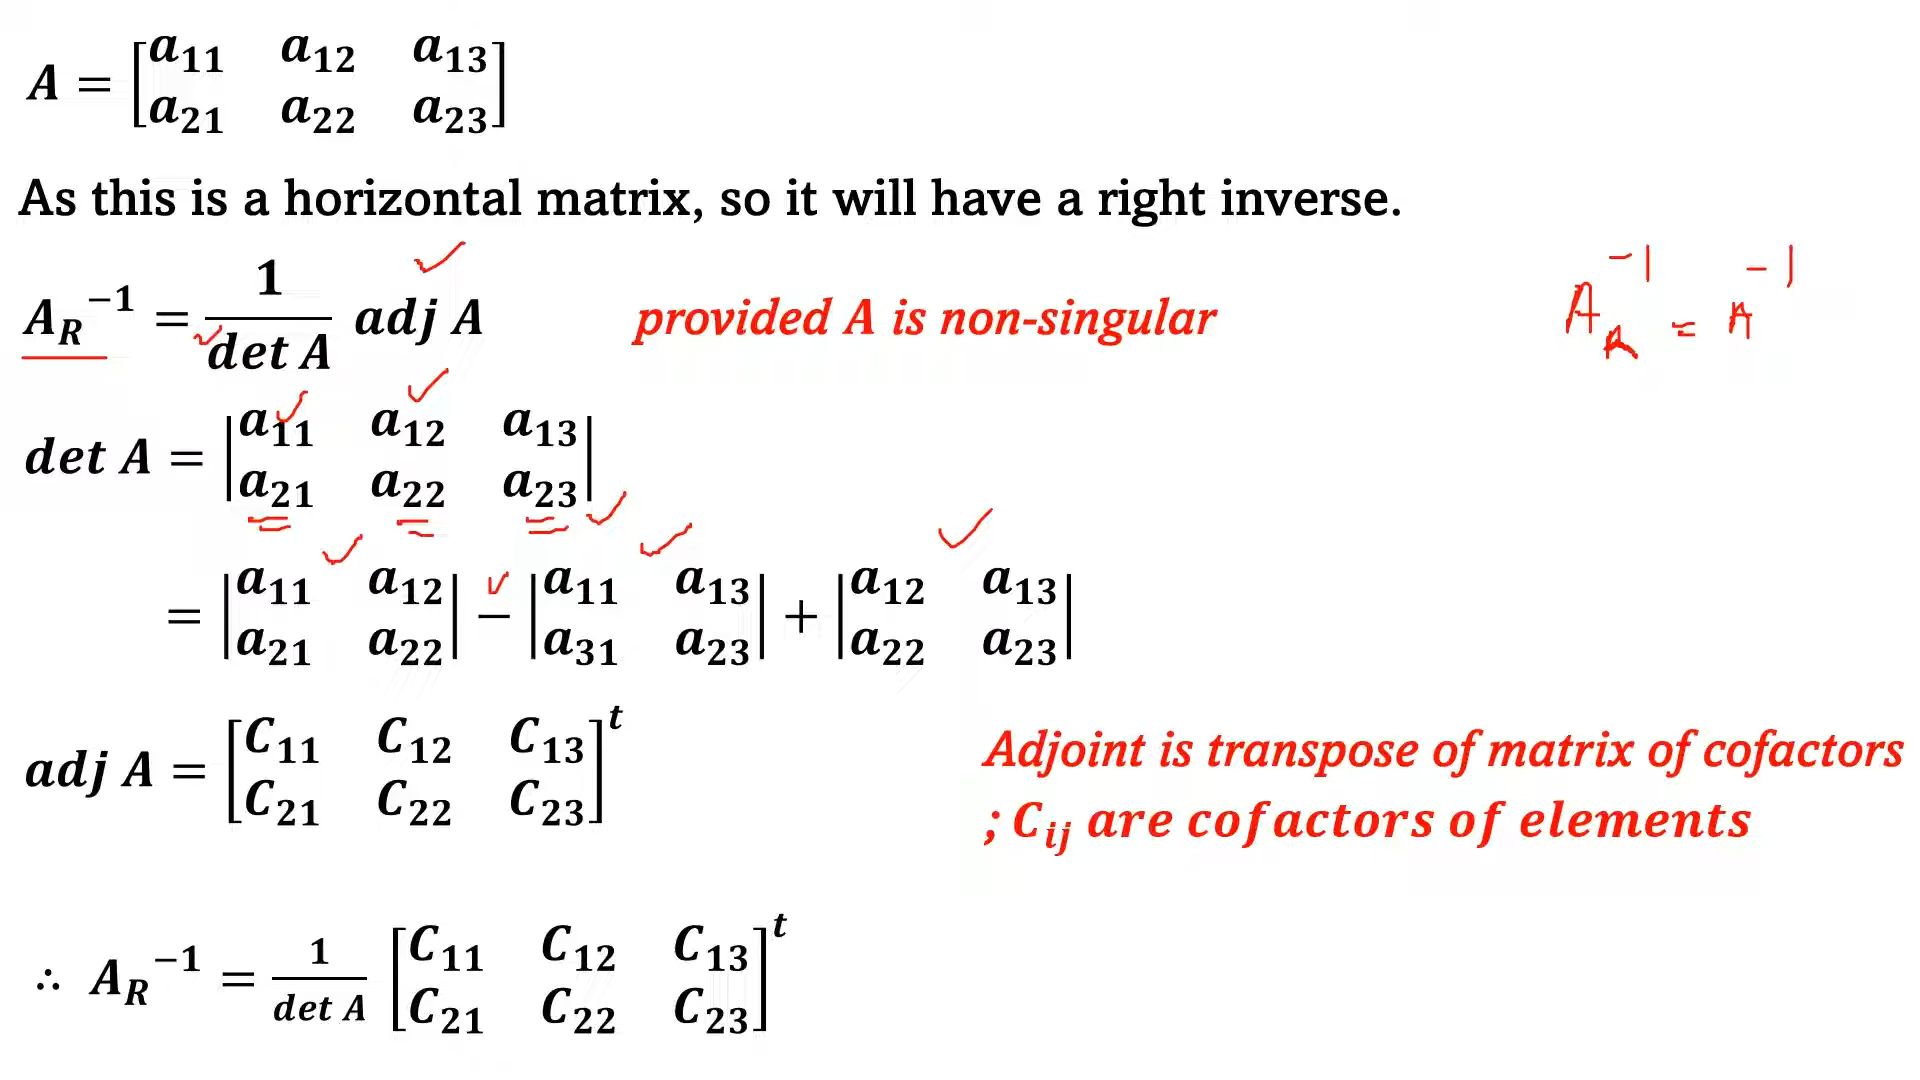 A = [a₁₁ a₁₂ a₁₃
a₂₁ a₂₂ a₂₃]
As this is a horizontal matrix, so it will have a right inverse.
A_R⁻¹ = 1/(det A) adj A provided A is non-singular A_R⁻¹ = A⁻¹
det A = |a₁₁ a₁₂ a₁₃
a₂₁ a₂₂ a₂₃|
= |a₁₁ a₁₂
a₂₁ a₂₂| − |a₁₁ a₁₃
a₃₁ a₂₃| + |a₁₂ a₁₃
a₂₂ a₂₃|
adj A = [C₁₁ C₁₂ C₁₃
C₂₁ C₂₂ C₂₃]ᵗ
Adjoint is transpose of matrix of cofactors
; C_ij are cofactors of elements
∴ A_R⁻¹ = 1/(det A) [C₁₁ C₁₂ C₁₃
C₂₁ C₂₂ C₂₃]ᵗ